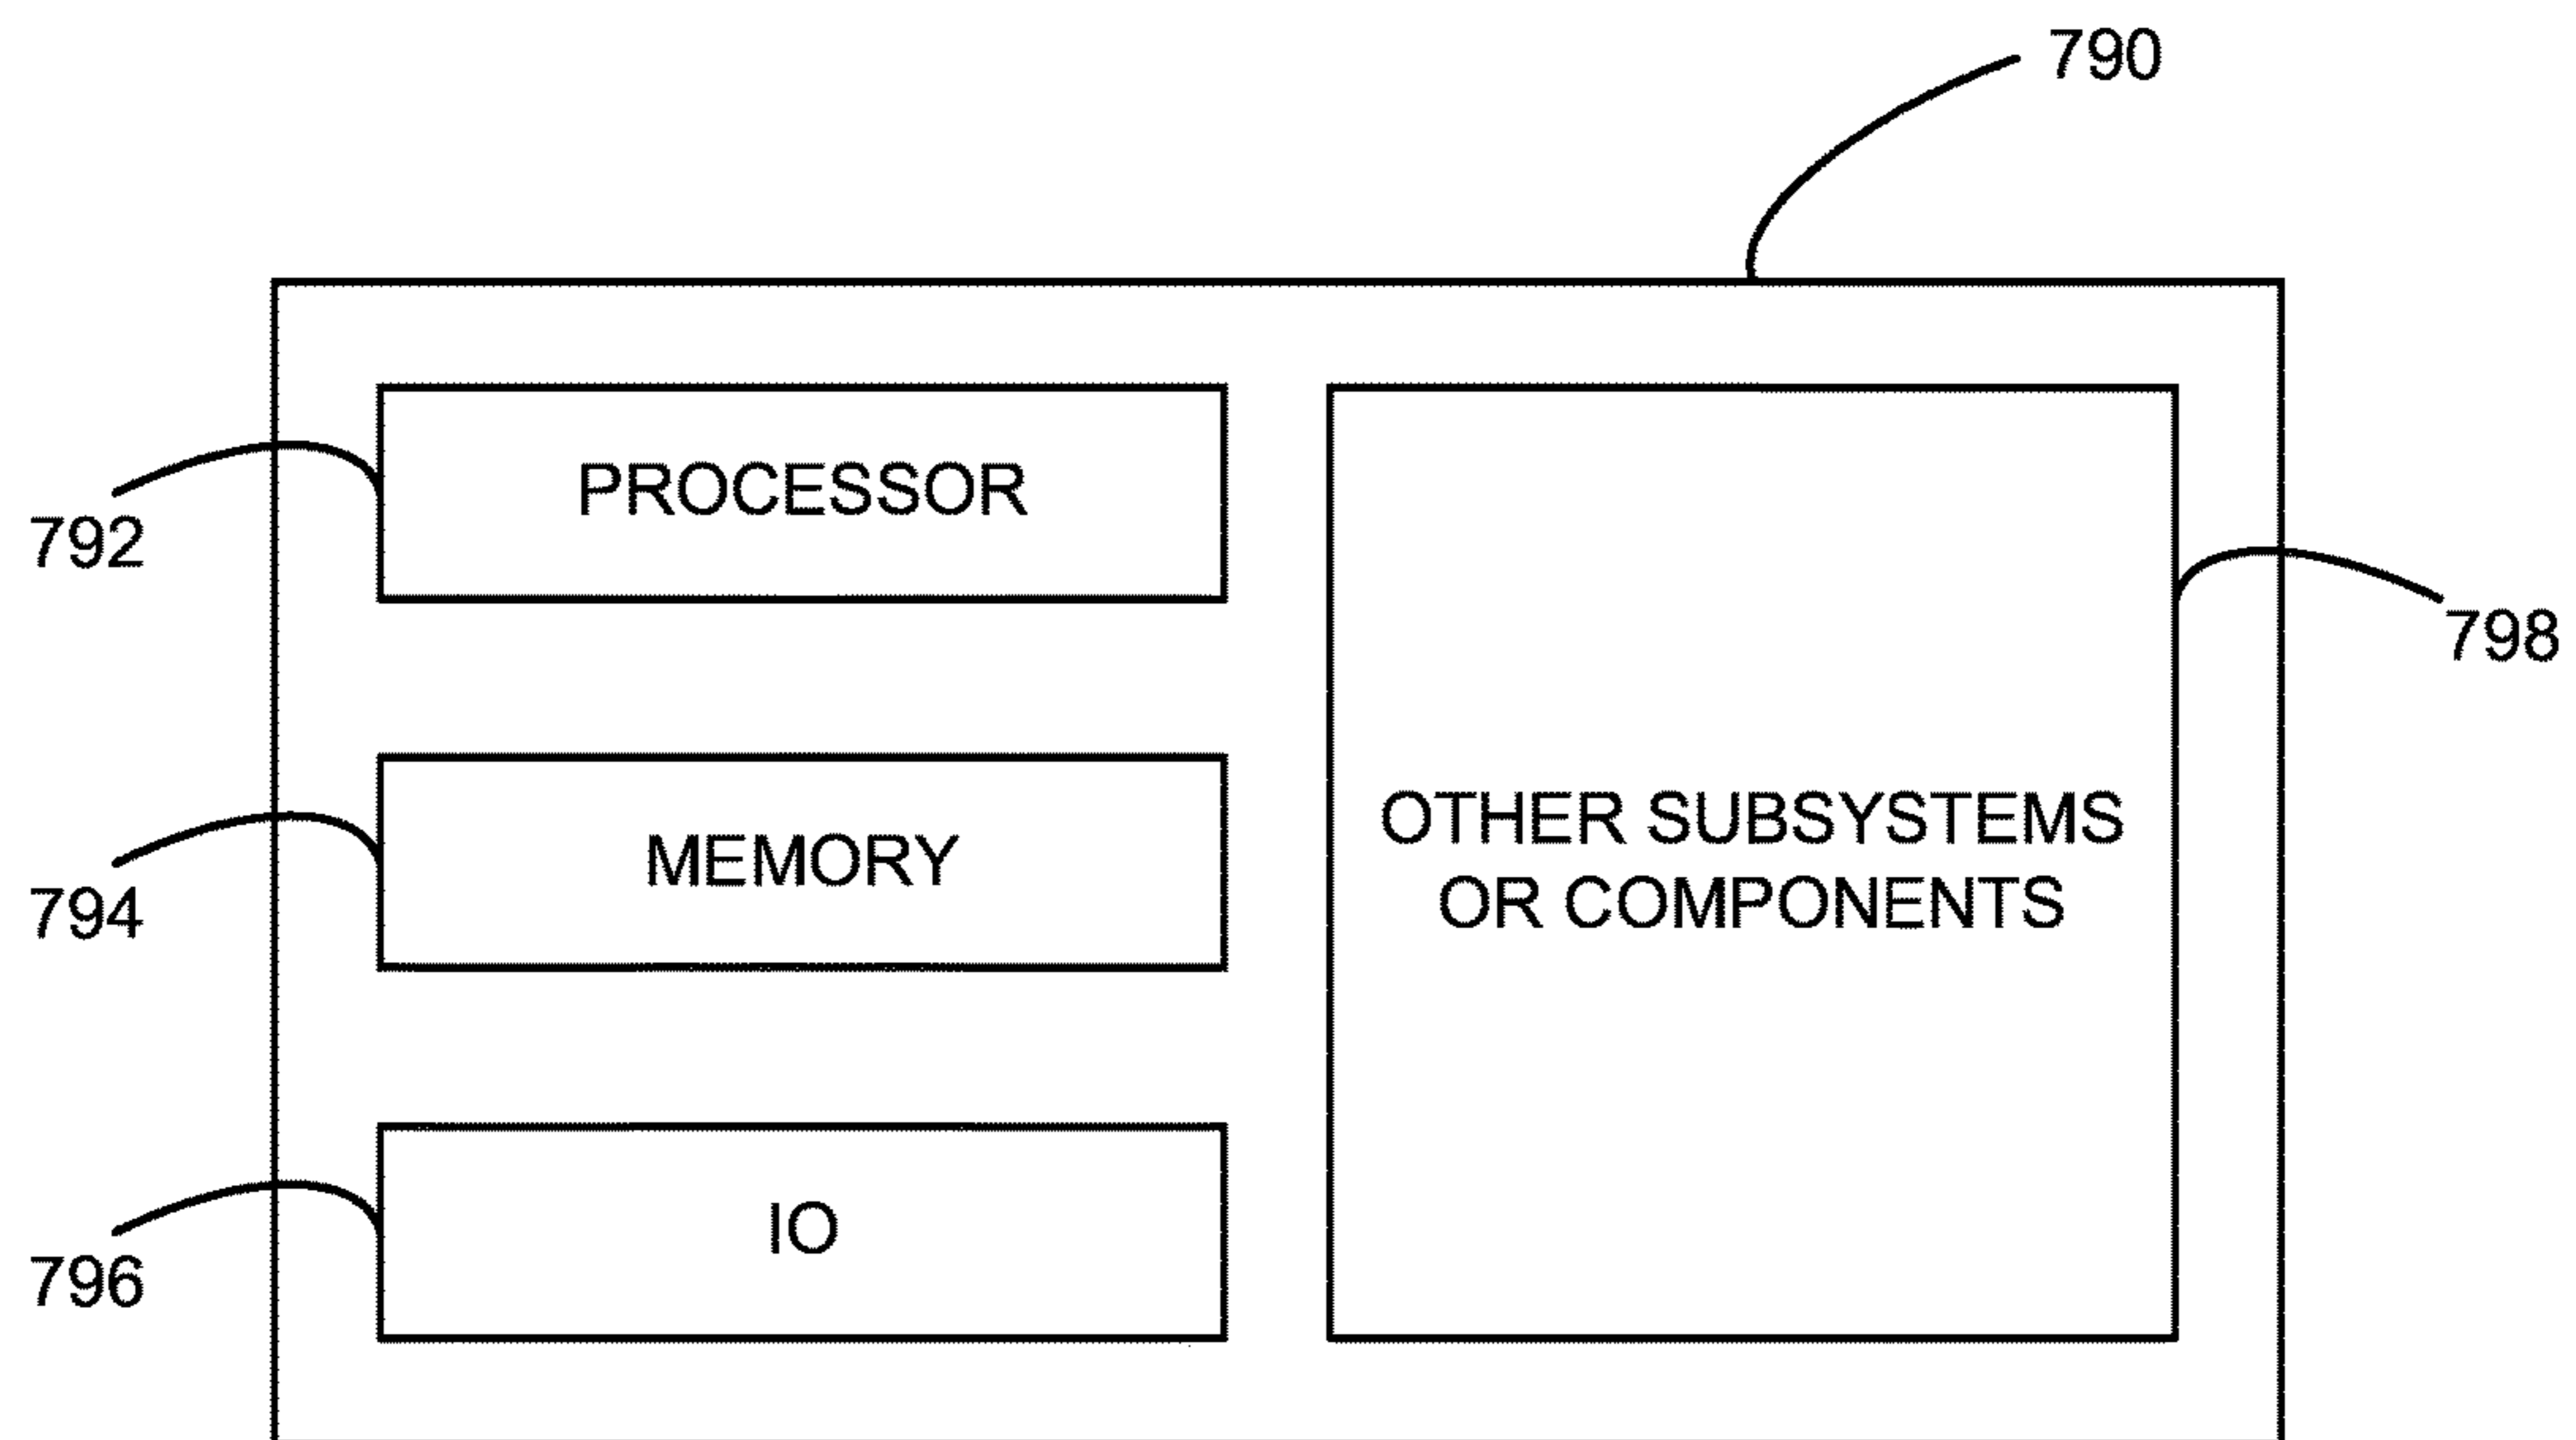 790
PROCESSOR
792
798
MEMORY
OTHER SUBSYSTEMS
OR COMPONENTS
794
IO
796